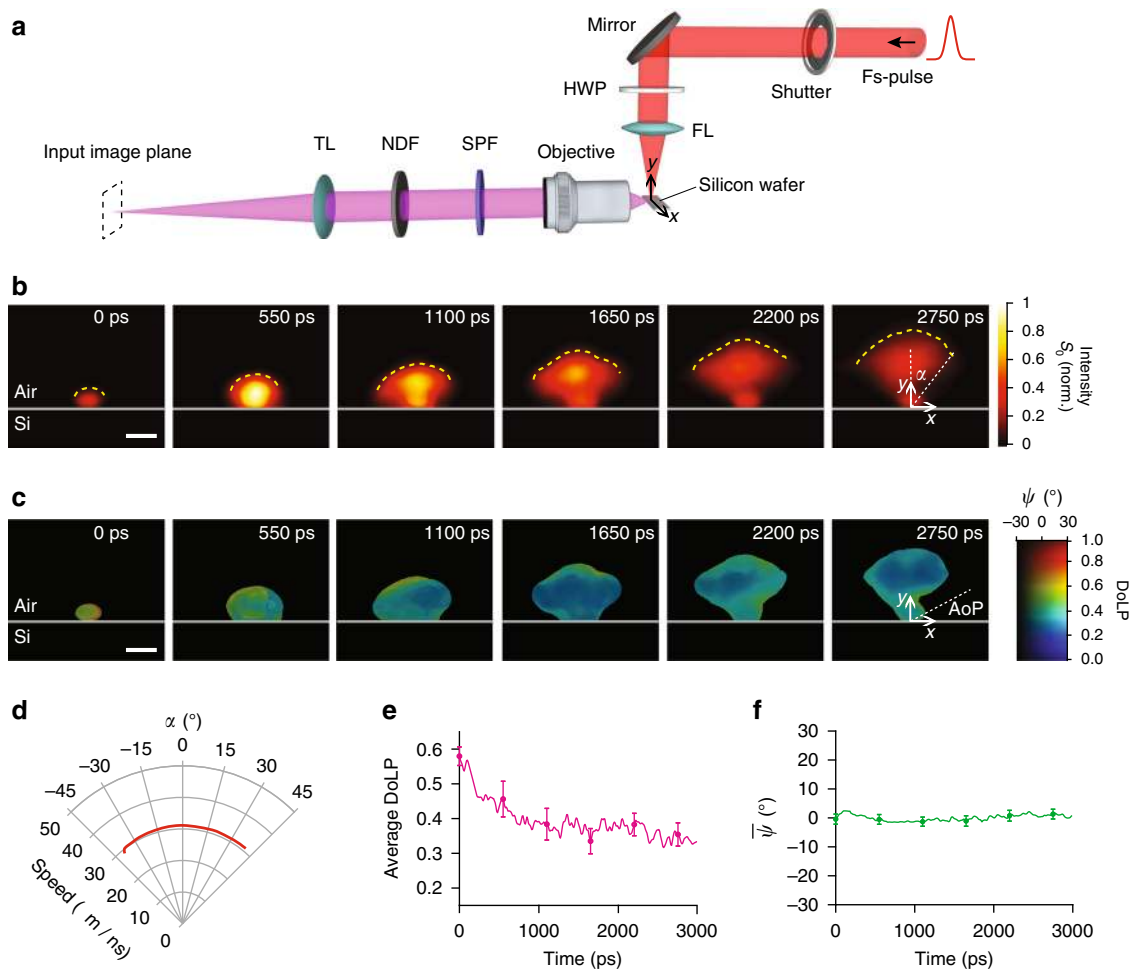 a
Mirror
Fs-pulse
Shutter
HWP
FL
Input image plane
TL
NDF
SPF
Objective
Silicon wafer
y
x
b
0 ps
550 ps
1100 ps
1650 ps
2200 ps
2750 ps
Air
Si
α
y
x
1
0.8
0.6
0.4
0.2
0
Intensity
S0 (norm.)
c
0 ps
550 ps
1100 ps
1650 ps
2200 ps
2750 ps
Air
Si
y
x
AoP
ψ (°)
−30 0 30
1.0
0.8
0.6
0.4
0.2
0.0
DoLP
d
α (°)
−45
−30
−15
0
15
30
45
50
40
30
20
10
0
Speed( m / ns)
e
0.6
0.5
0.4
0.3
0.2
Average DoLP
0
1000
2000
3000
Time (ps)
f
30
20
10
0
−10
−20
−30
ψ̅ (°)
0
1000
2000
3000
Time (ps)